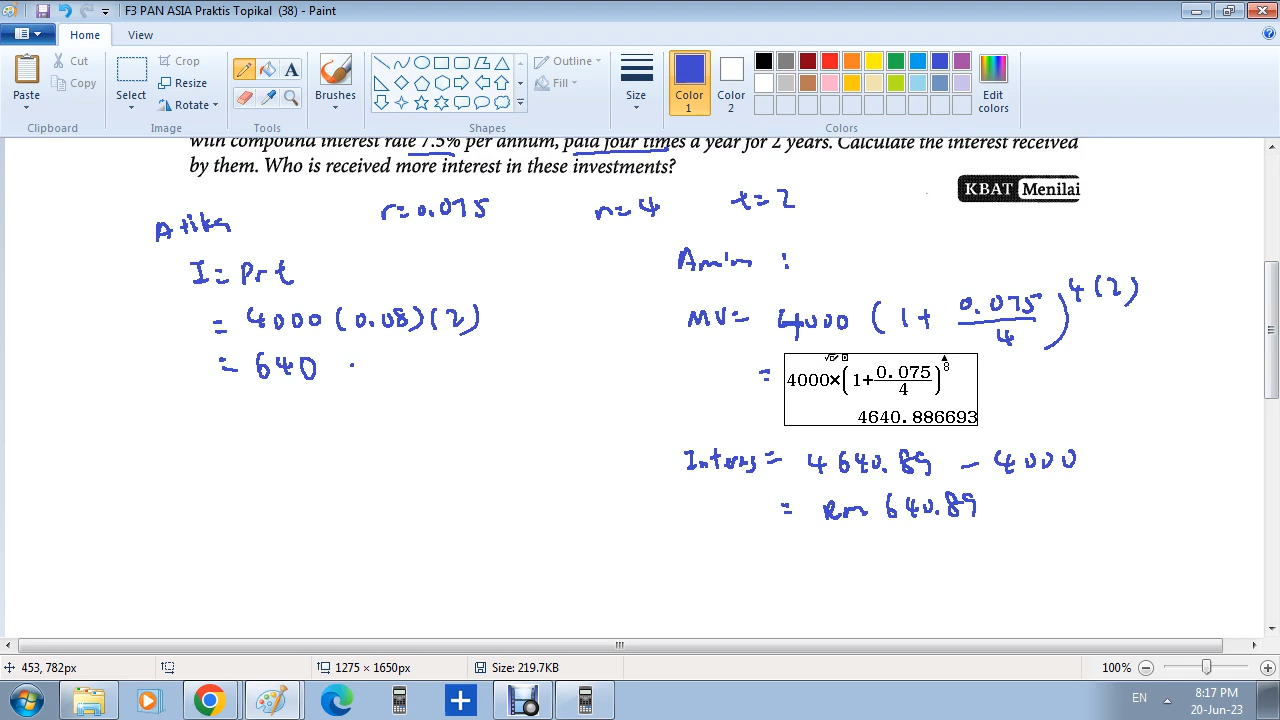 F3 PAN ASIA Praktis Topikal (38) - Paint
Home View
Paste
Cut
Copy
Clipboard
Select
Crop
Resize
Rotate
Image
A
Tools
Brushes
Shapes
Outline
Fill
Size
Color 1
Color 2
Colors
Edit colors
with compound interest rate 7.5% per annum, paid four times a year for 2 years. Calculate the interest received
by them. Who is received more interest in these investments?
KBAT Menilai
r=0.075 n=4 t=2
Atika
I= Prt
= 4000(0.08)(2)
= 640
Amin :
MV= 4000 (1+ 0.075/4)^4(2)
= 4000×(1+0.075/4)^8
4640.886693
Interes= 4640.89 - 4000
= Rm 640.89
453, 782px
1275 × 1650px
Size: 219.7KB
100%
EN
8:17 PM
20-Jun-23